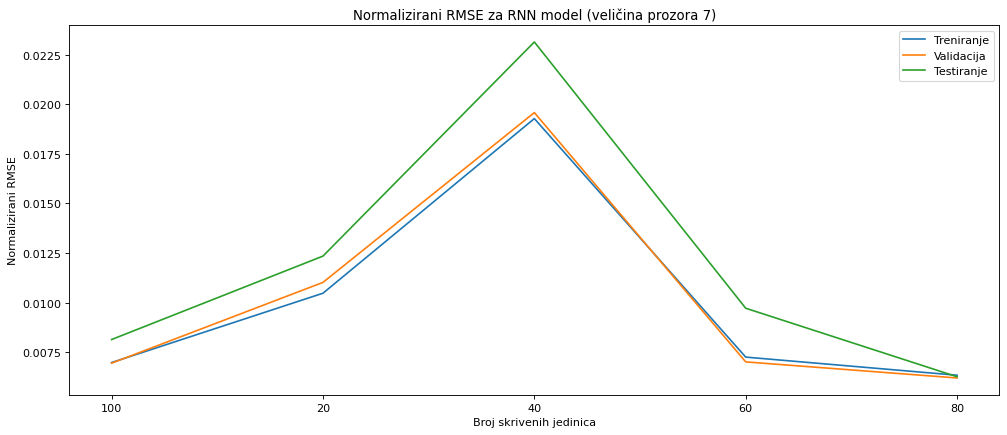 Normalizirani RMSE za RNN model (veličina prozora 7)
Treniranje
Validacija
Testiranje
Normalizirani RMSE
0.0225
0.0200
0.0175
0.0150
0.0125
0.0100
0.0075
100 20 40 60 80
Broj skrivenih jedinica